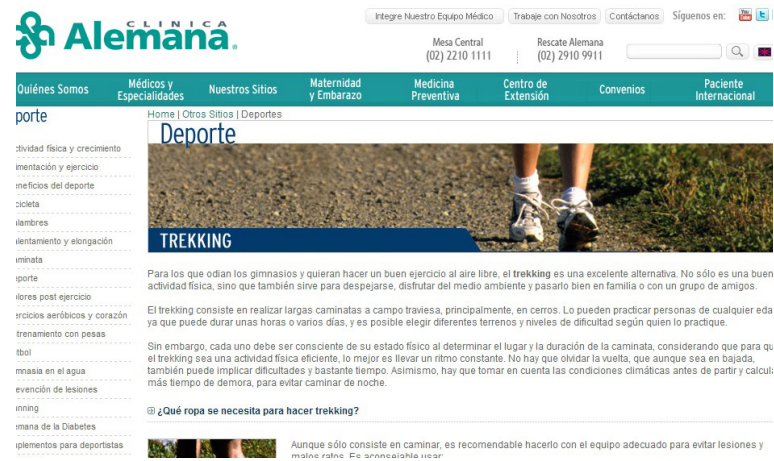 Integre Nuestro Equipo Médico
Trabaje con Nosotros
Contáctanos
Síguenos en:
You
CLINICA
Alemana.
Mesa Central
(02) 2210 1111
Rescate Alemana
(02) 2910 9911
Quiénes Somos
Médicos y
Especialidades
Nuestros Sitios
Maternidad
y Embarazo
Medicina
Preventiva
Centro de
Extensión
Convenios
Paciente
Internacional
porte
Home | Otros Sitios | Deportes
Deporte
TREKKING
ctividad física y crecimiento
imentación y ejercicio
eneficios del deporte
cicleta
alambres
alentamiento y elongación
aminata
eporte
olores post ejercicio
ercicios aeróbicos y corazón
trenamiento con pesas
tbol
mnasia en el agua
evención de lesiones
unning
emana de la Diabetes
uplementos para deportistas
Para los que odian los gimnasios y quieran hacer un buen ejercicio al aire libre, el trekking es una excelente alternativa. No sólo es una buen
actividad física, sino que también sirve para despejarse, disfrutar del medio ambiente y pasarlo bien en familia o con un grupo de amigos.
El trekking consiste en realizar largas caminatas a campo traviesa, principalmente, en cerros. Lo pueden practicar personas de cualquier eda
ya que puede durar unas horas o varios días, y es posible elegir diferentes terrenos y niveles de dificultad según quien lo practique.
Sin embargo, cada uno debe ser consciente de su estado físico al determinar el lugar y la duración de la caminata, considerando que para qu
el trekking sea una actividad física eficiente, lo mejor es llevar un ritmo constante. No hay que olvidar la vuelta, que aunque sea en bajada,
también puede implicar dificultades y bastante tiempo. Asimismo, hay que tomar en cuenta las condiciones climáticas antes de partir y calcula
más tiempo de demora, para evitar caminar de noche.
¿Qué ropa se necesita para hacer trekking?
Aunque sólo consiste en caminar, es recomendable hacerlo con el equipo adecuado para evitar lesiones y
malos ratos. Es aconsejable usar: